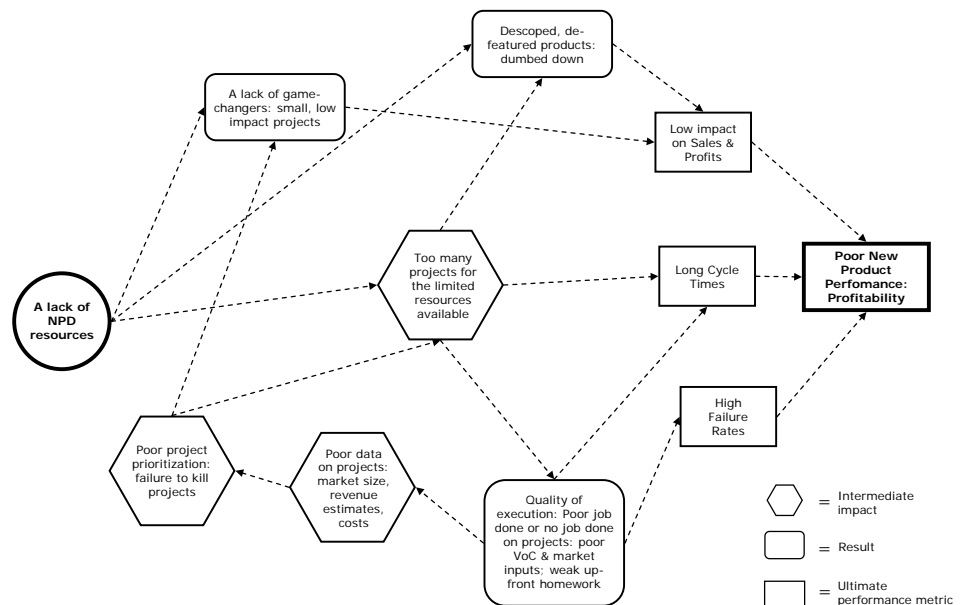 Descoped, de-
featured products:
dumbed down
A lack of game-
changers: small, low
impact projects
Low impact
on Sales &
Profits
Too many
projects for
the limited
resources
available
Long Cycle
Times
Poor New
Product
Perfomance:
Profitability
A lack of
NPD
resources
High
Failure
Rates
Poor project
prioritization:
failure to kill
projects
Poor data
on projects:
market size,
revenue
estimates,
costs
Quality of
execution: Poor job
done or no job done
on projects: poor
VoC & market
inputs; weak up-
front homework
= Intermediate
impact
= Result
= Ultimate
performance metric